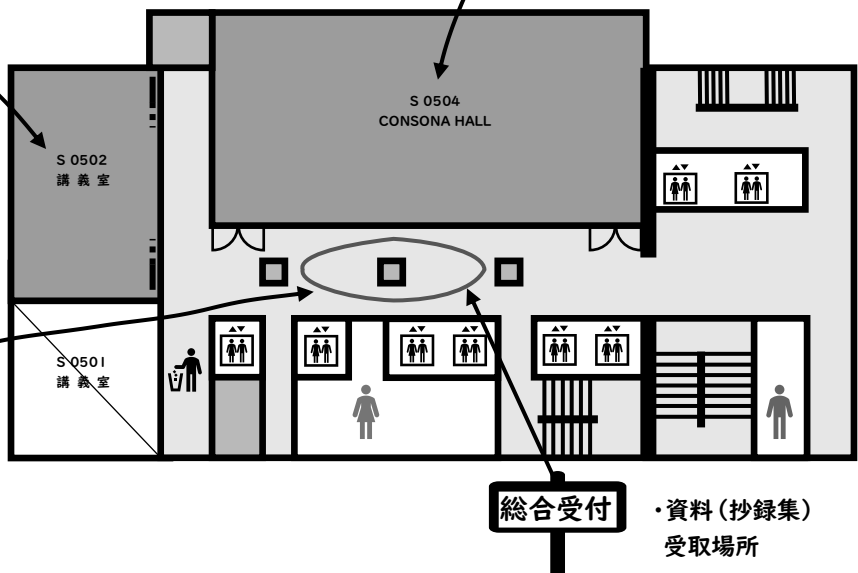 S 0504
CONSONA HALL
S 0502
講義室
S 0501
講義室
総合受付
・資料(抄録集)
受取場所